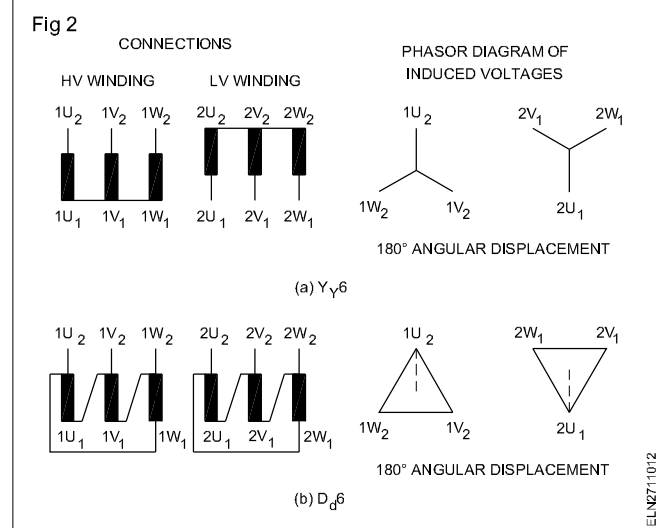 Fig 2
CONNECTIONS
HV WINDING LV WINDING
PHASOR DIAGRAM OF
INDUCED VOLTAGES
1U2 1V2 1W2 2U2 2V2 2W2
1U1 1V1 1W1 2U1 2V1 2W1
1U2
1W2 1V2
2V1 2W1
2U1
180° ANGULAR DISPLACEMENT
(a) YY6
1U2 1V2 1W2 2U2 2V2 2W2
1U1 1V1 1W1 2U1 2V1 2W1
1U2
1W2 1V2
2W1 2V1
2U1
180° ANGULAR DISPLACEMENT
(b) Dd6
ELN2711012